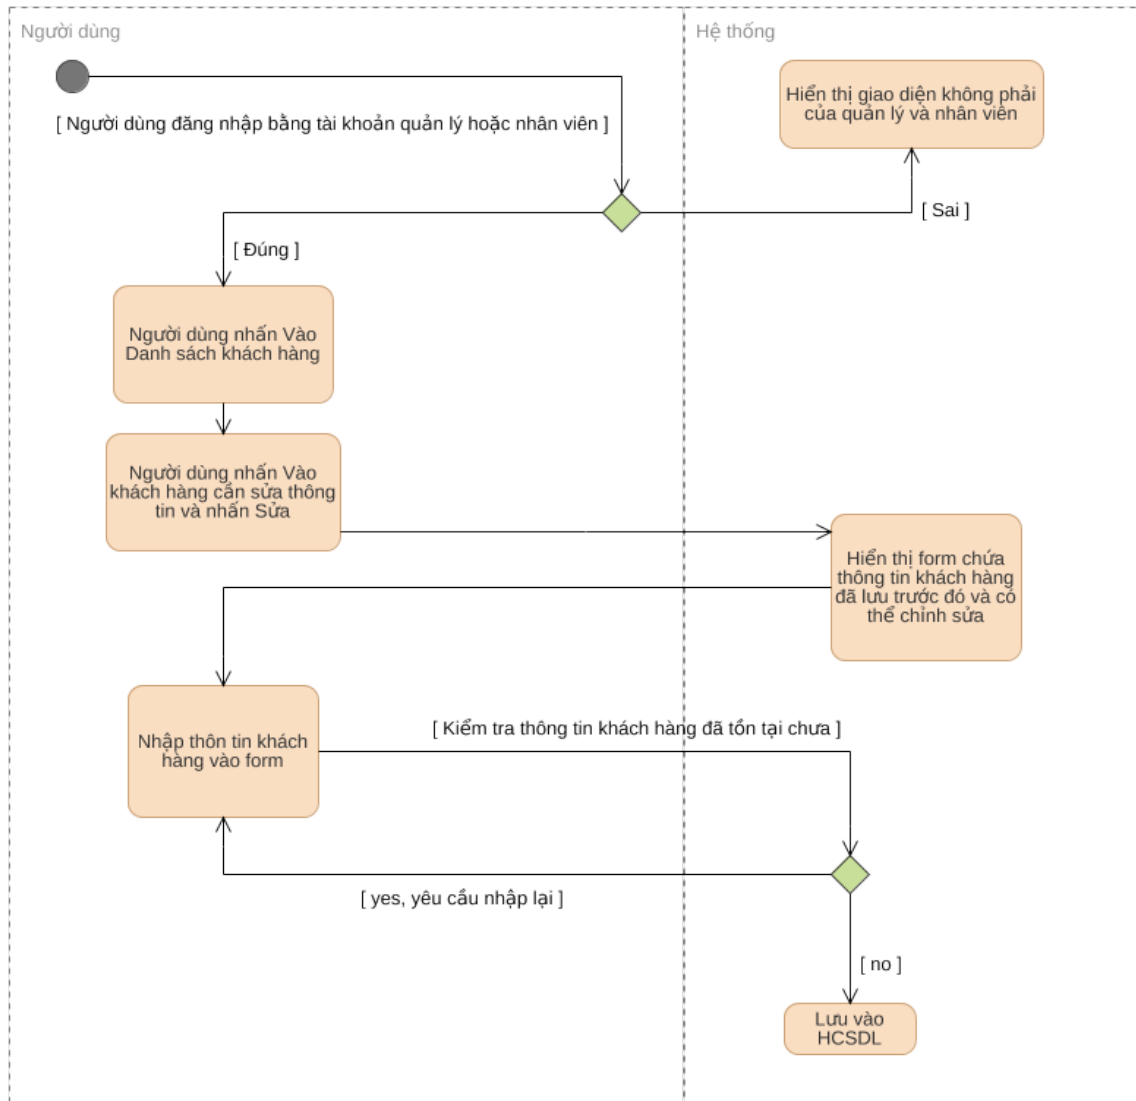 Người dùng
Hệ thống
Hiển thị giao diện không phải
của quản lý và nhân viên
[ Người dùng đăng nhập bằng tài khoản quản lý hoặc nhân viên ]
[ Sai ]
[ Đúng ]
Người dùng nhấn Vào
Danh sách khách hàng
Người dùng nhấn Vào
khách hàng cần sửa thông
tin và nhấn Sửa
Hiển thị form chứa
thông tin khách hàng
đã lưu trước đó và có
thể chỉnh sửa
[ Kiểm tra thông tin khách hàng đã tồn tại chưa ]
Nhập thôn tin khách
hàng vào form
[ yes, yêu cầu nhập lại ]
[ no ]
Lưu vào
HCSDL